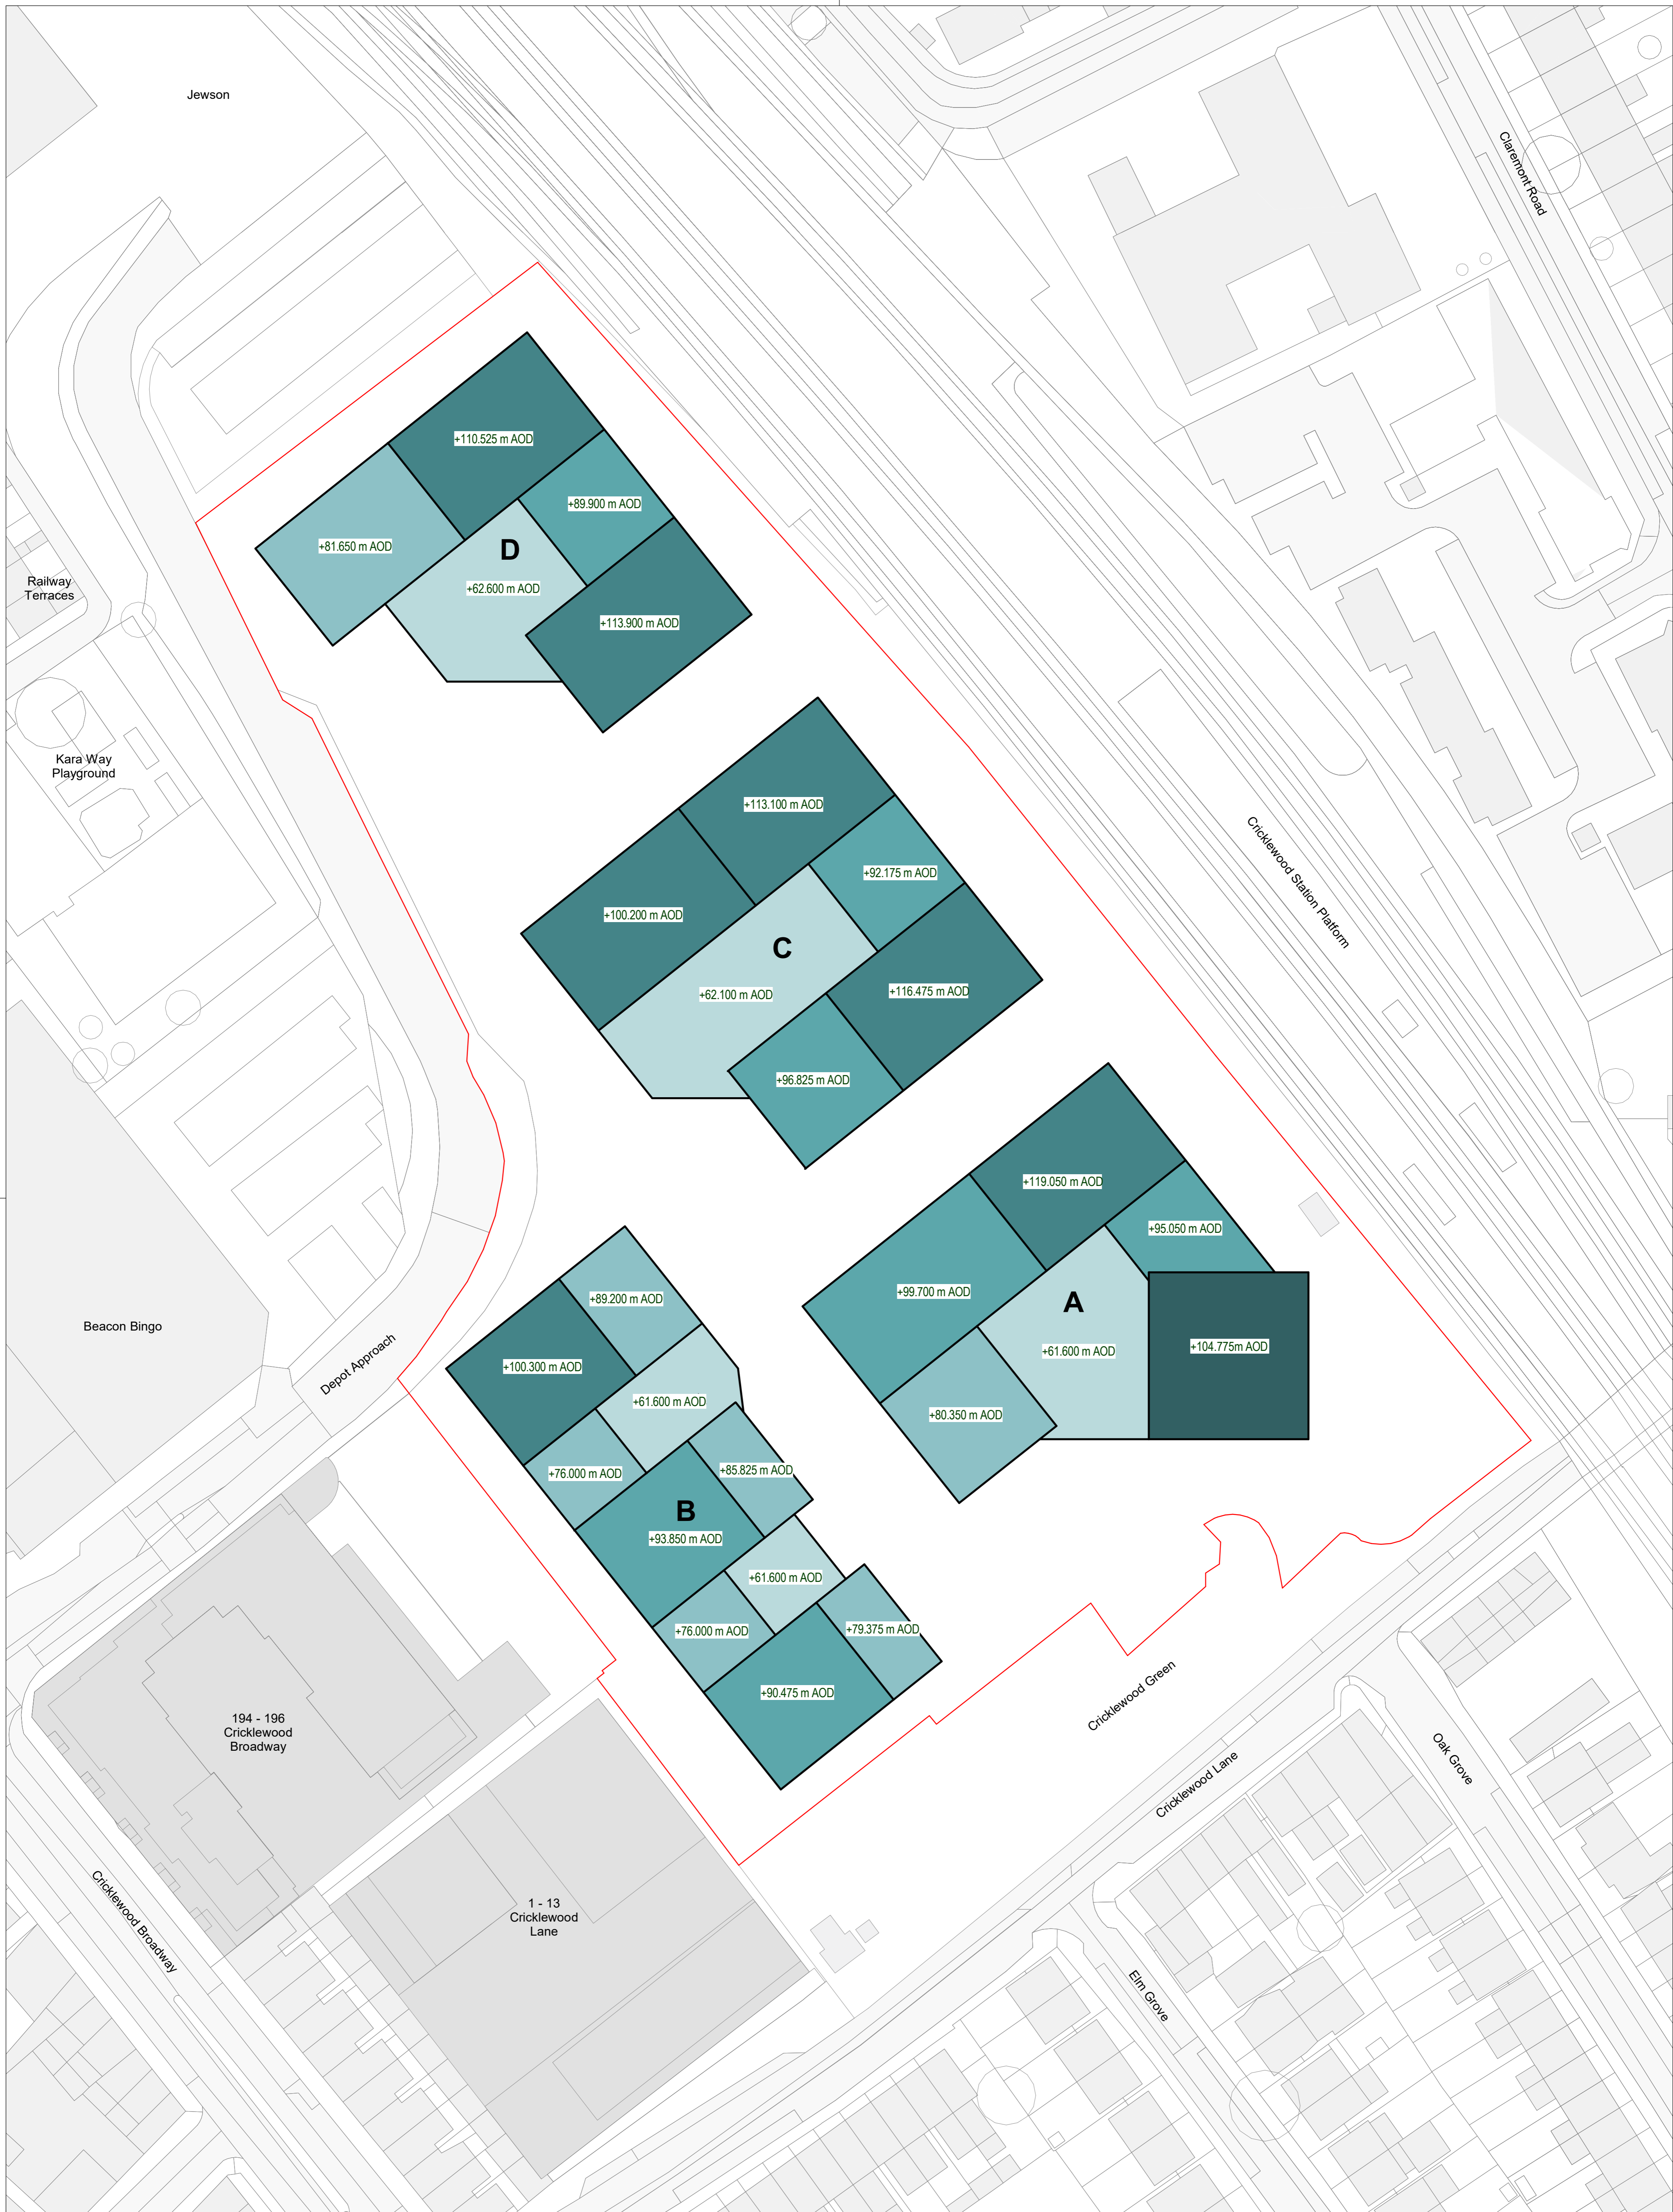 Jewson
Claremont Road
+110.525 m AOD
+89.900 m AOD
+81.650 m AOD
D
+62.600 m AOD
+113.900 m AOD
Railway
Terraces
Kara Way
Playground
+113.100 m AOD
+92.175 m AOD
+100.200 m AOD
C
+62.100 m AOD
+116.475 m AOD
+96.825 m AOD
Cricklewood Station Platform
+119.050 m AOD
+95.050 m AOD
+99.700 m AOD
A
+61.600 m AOD
+104.775m AOD
+80.350 m AOD
Beacon Bingo
Depot Approach
+89.200 m AOD
+100.300 m AOD
+61.600 m AOD
+76.000 m AOD
+85.825 m AOD
B
+93.850 m AOD
+61.600 m AOD
+76.000 m AOD
+79.375 m AOD
+90.475 m AOD
Cricklewood Green
Cricklewood Lane
Oak Grove
Elm Grove
194 - 196
Cricklewood
Broadway
1 - 13
Cricklewood
Lane
Cricklewood Broadway